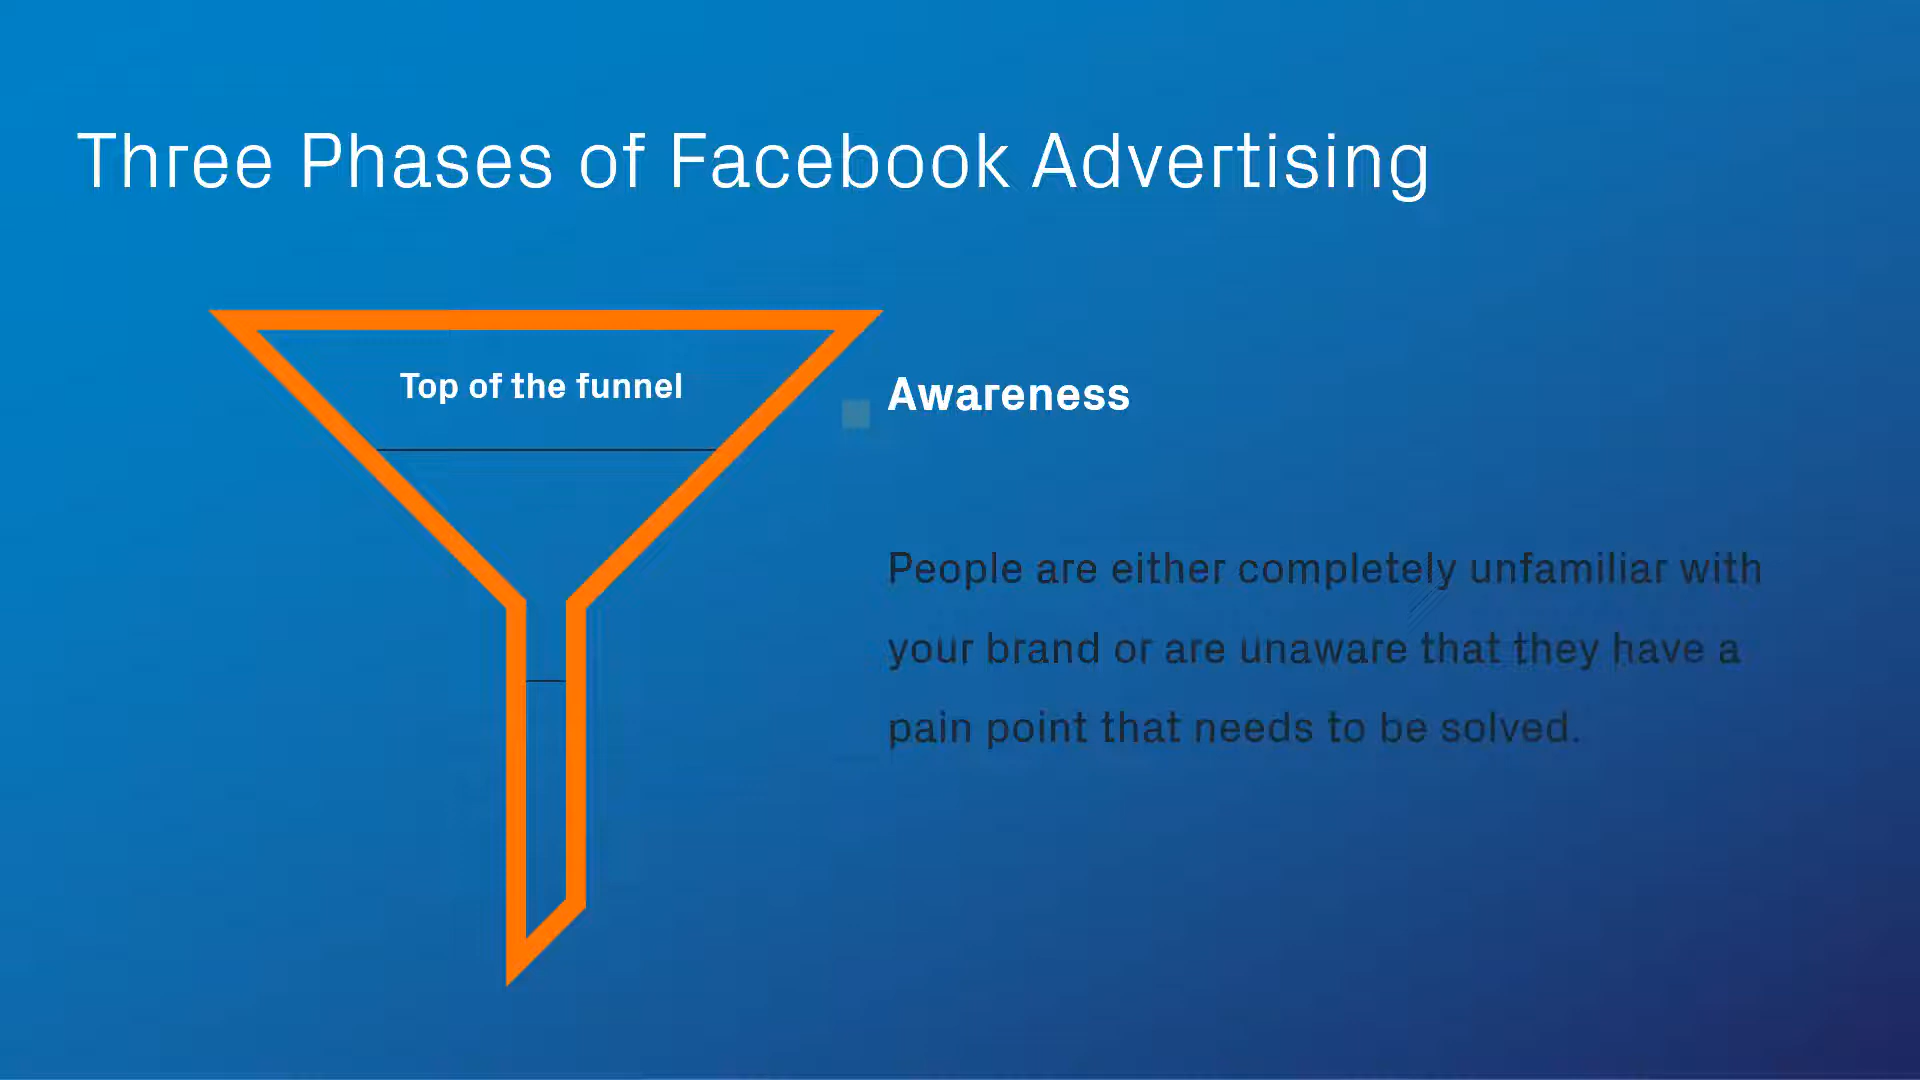 Three Phases of Facebook Advertising
Top of the funnel
Awareness
People are either completely unfamiliar with
your brand or are unaware that they have a
pain point that needs to be solved.